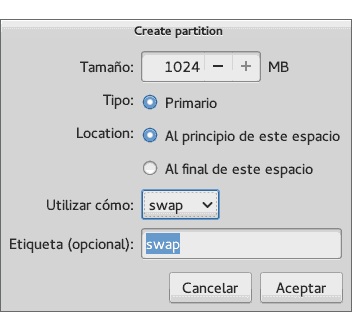 Create partition
Tamaño: 1024 − + MB
Tipo: Primario
Location: Al principio de este espacio
Al final de este espacio
Utilizar cómo: swap
Etiqueta (opcional): swap
Cancelar Aceptar